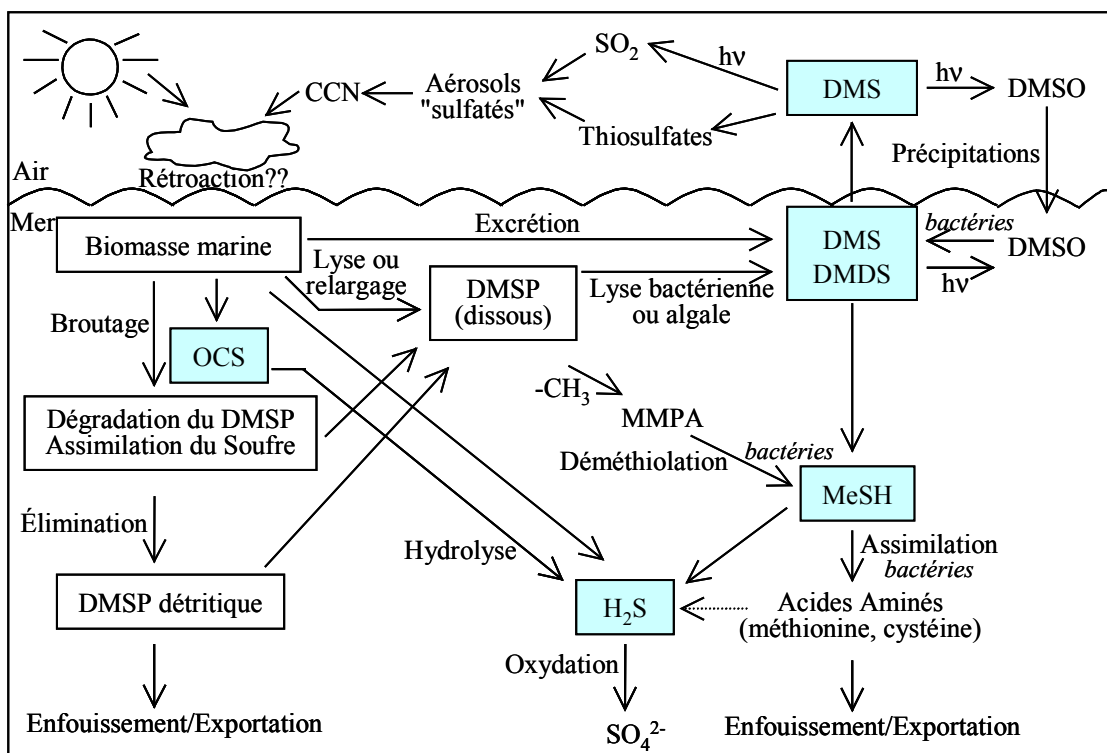 SO2
hν
hν
CCN
Aérosols
"sulfatés"
DMS
DMSO
Thiosulfates
Précipitations
Air
Rétroaction??
Mer
Biomasse marine
Excrétion
DMS
DMDS
bactéries
DMSO
hν
Lyse ou
relargage
DMSP
(dissous)
Lyse bactérienne
ou algale
Broutage
OCS
-CH3
MMPA
Dégradation du DMSP
Assimilation du Soufre
Déméthiolation
bactéries
MeSH
Élimination
Hydrolyse
Assimilation
bactéries
DMSP détritique
H2S
Acides Aminés
(méthionine, cystéine)
Oxydation
Enfouissement/Exportation
SO4 2-
Enfouissement/Exportation